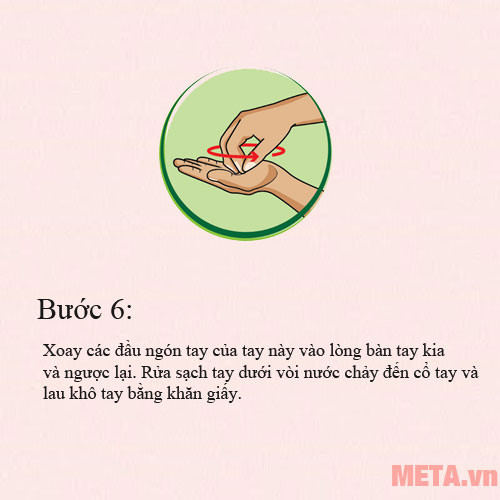 Bước 6:
Xoay các đầu ngón tay của tay này vào lòng bàn tay kia
và ngược lại. Rửa sạch tay dưới vòi nước chảy đến cổ tay và
lau khô tay bằng khăn giấy.
META.vn